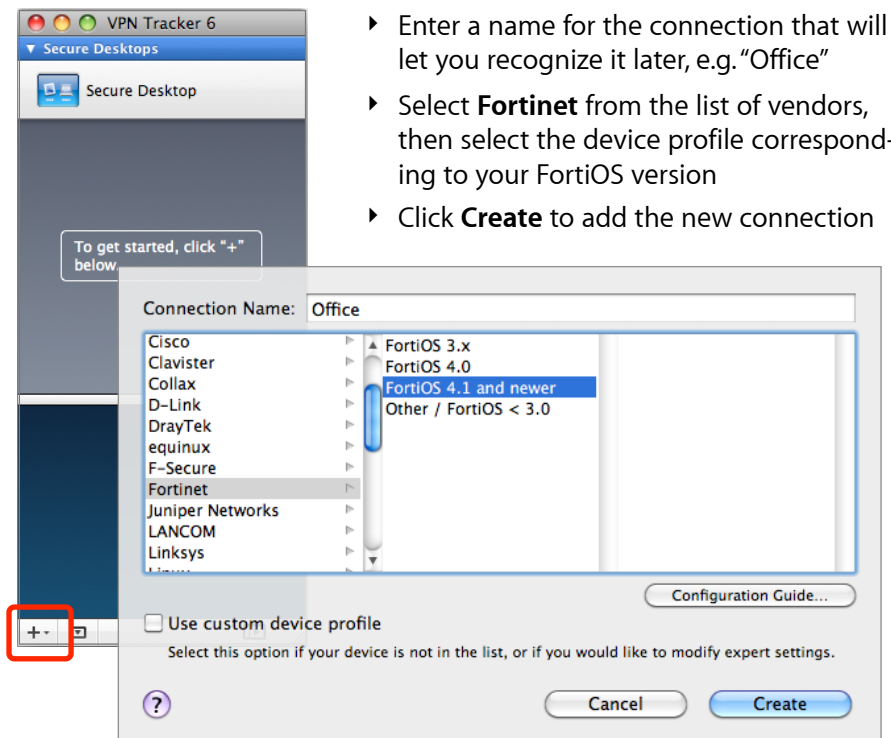 VPN Tracker 6
Secure Desktops
Secure Desktop
To get started, click "+"
below.
‣ Enter a name for the connection that will
let you recognize it later, e.g. “Office”
‣ Select Fortinet from the list of vendors,
then select the device profile correspond-
ing to your FortiOS version
‣ Click Create to add the new connection
Connection Name: Office
Cisco
Clavister
Collax
D-Link
DrayTek
equinux
F-Secure
Fortinet
Juniper Networks
LANCOM
Linksys
FortiOS 3.x
FortiOS 4.0
FortiOS 4.1 and newer
Other / FortiOS < 3.0
Configuration Guide...
Use custom device profile
Select this option if your device is not in the list, or if you would like to modify expert settings.
?
Cancel
Create